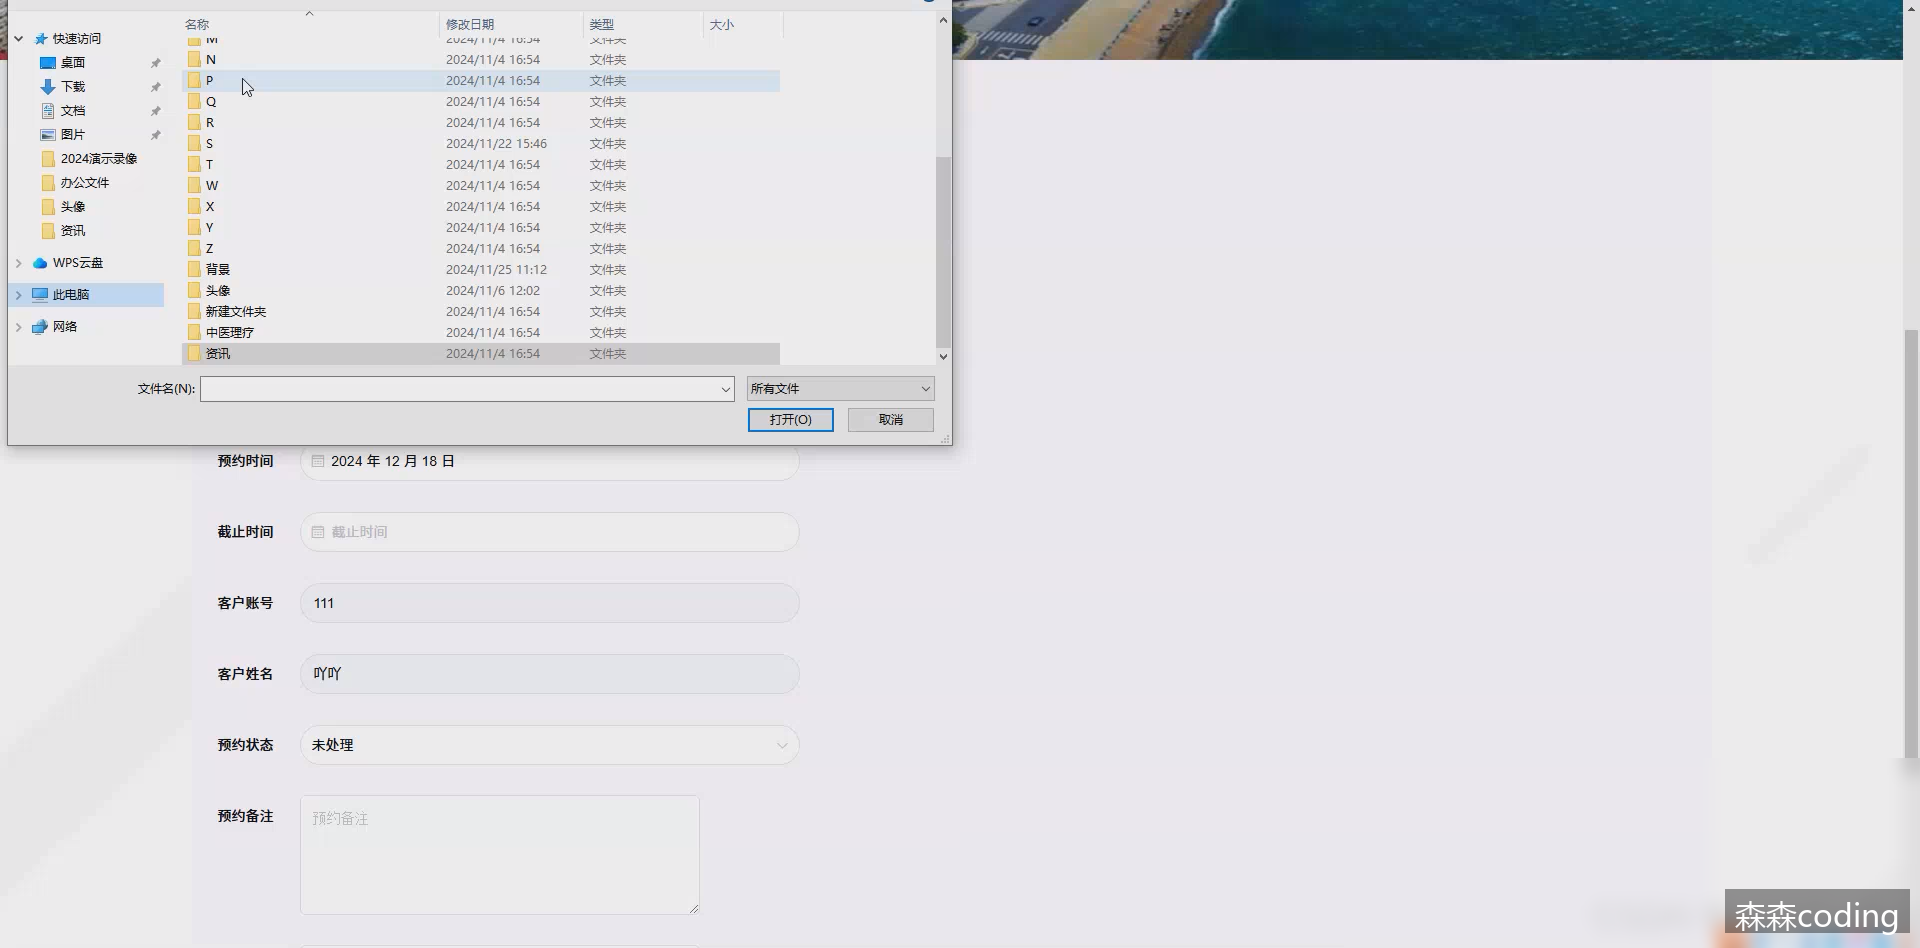 名称 修改日期 类型 大小
快速访问
桌面
下载
文档
图片
2024演示录像
办公文件
头像
资讯
WPS云盘
此电脑
网络
M 2024/11/4 16:54 文件夹
N 2024/11/4 16:54 文件夹
P 2024/11/4 16:54 文件夹
Q 2024/11/4 16:54 文件夹
R 2024/11/4 16:54 文件夹
S 2024/11/22 15:46 文件夹
T 2024/11/4 16:54 文件夹
W 2024/11/4 16:54 文件夹
X 2024/11/4 16:54 文件夹
Y 2024/11/4 16:54 文件夹
Z 2024/11/4 16:54 文件夹
背景 2024/11/25 11:12 文件夹
头像 2024/11/6 12:02 文件夹
新建文件夹 2024/11/4 16:54 文件夹
中医理疗 2024/11/4 16:54 文件夹
资讯 2024/11/4 16:54 文件夹
文件名(N): 所有文件
打开(O) 取消
预约时间 2024 年 12 月 18 日
截止时间 截止时间
客户账号 111
客户姓名 吖吖
预约状态 未处理
预约备注 预约备注
森森coding